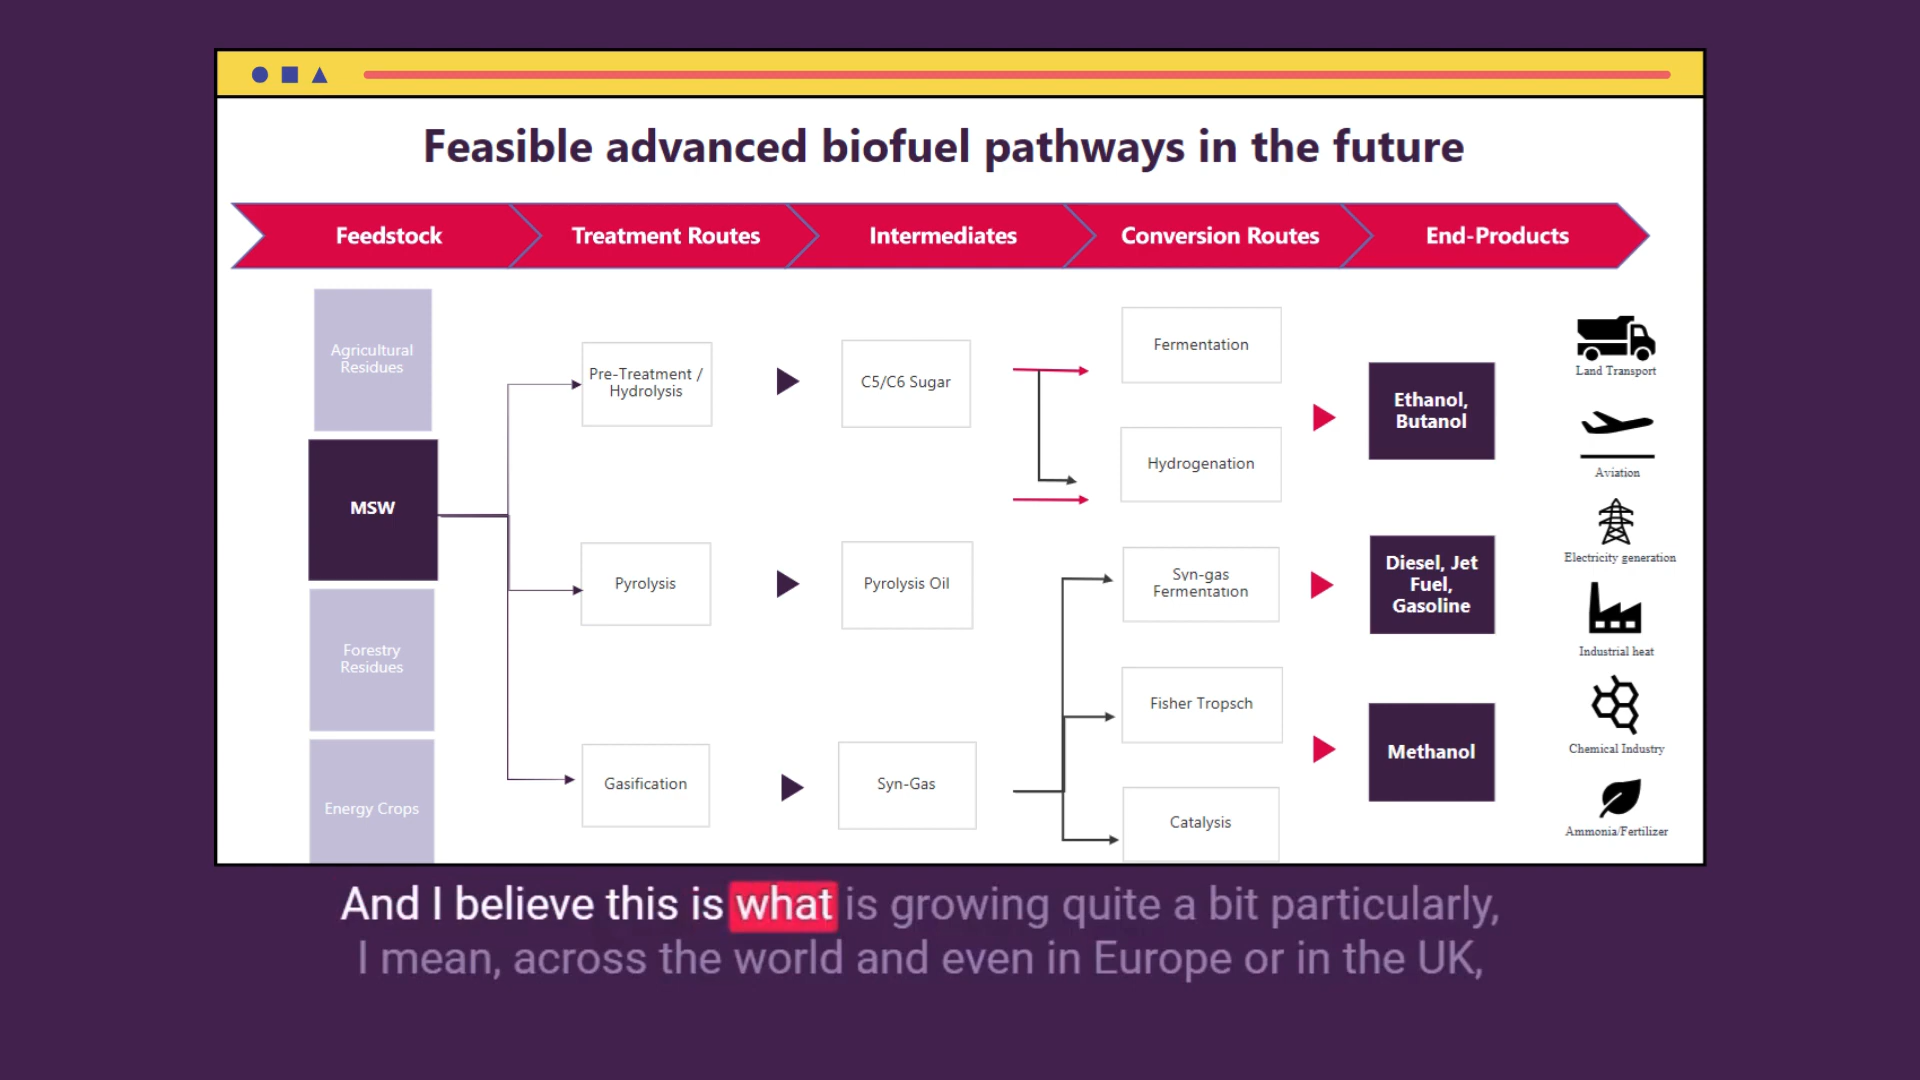 Feasible advanced biofuel pathways in the future
Feedstock
Treatment Routes
Intermediates
Conversion Routes
End-Products
Agricultural
Residues
MSW
Forestry
Residues
Energy Crops
Pre-Treatment /
Hydrolysis
Pyrolysis
Gasification
C5/C6 Sugar
Pyrolysis Oil
Syn-Gas
Fermentation
Hydrogenation
Syn-gas
Fermentation
Fisher Tropsch
Catalysis
Ethanol,
Butanol
Diesel, Jet
Fuel,
Gasoline
Methanol
Land Transport
Aviation
Electricity generation
Industrial heat
Chemical Industry
Ammonia/Fertilizer
And I believe this is what is growing quite a bit particularly,
I mean, across the world and even in Europe or in the UK,